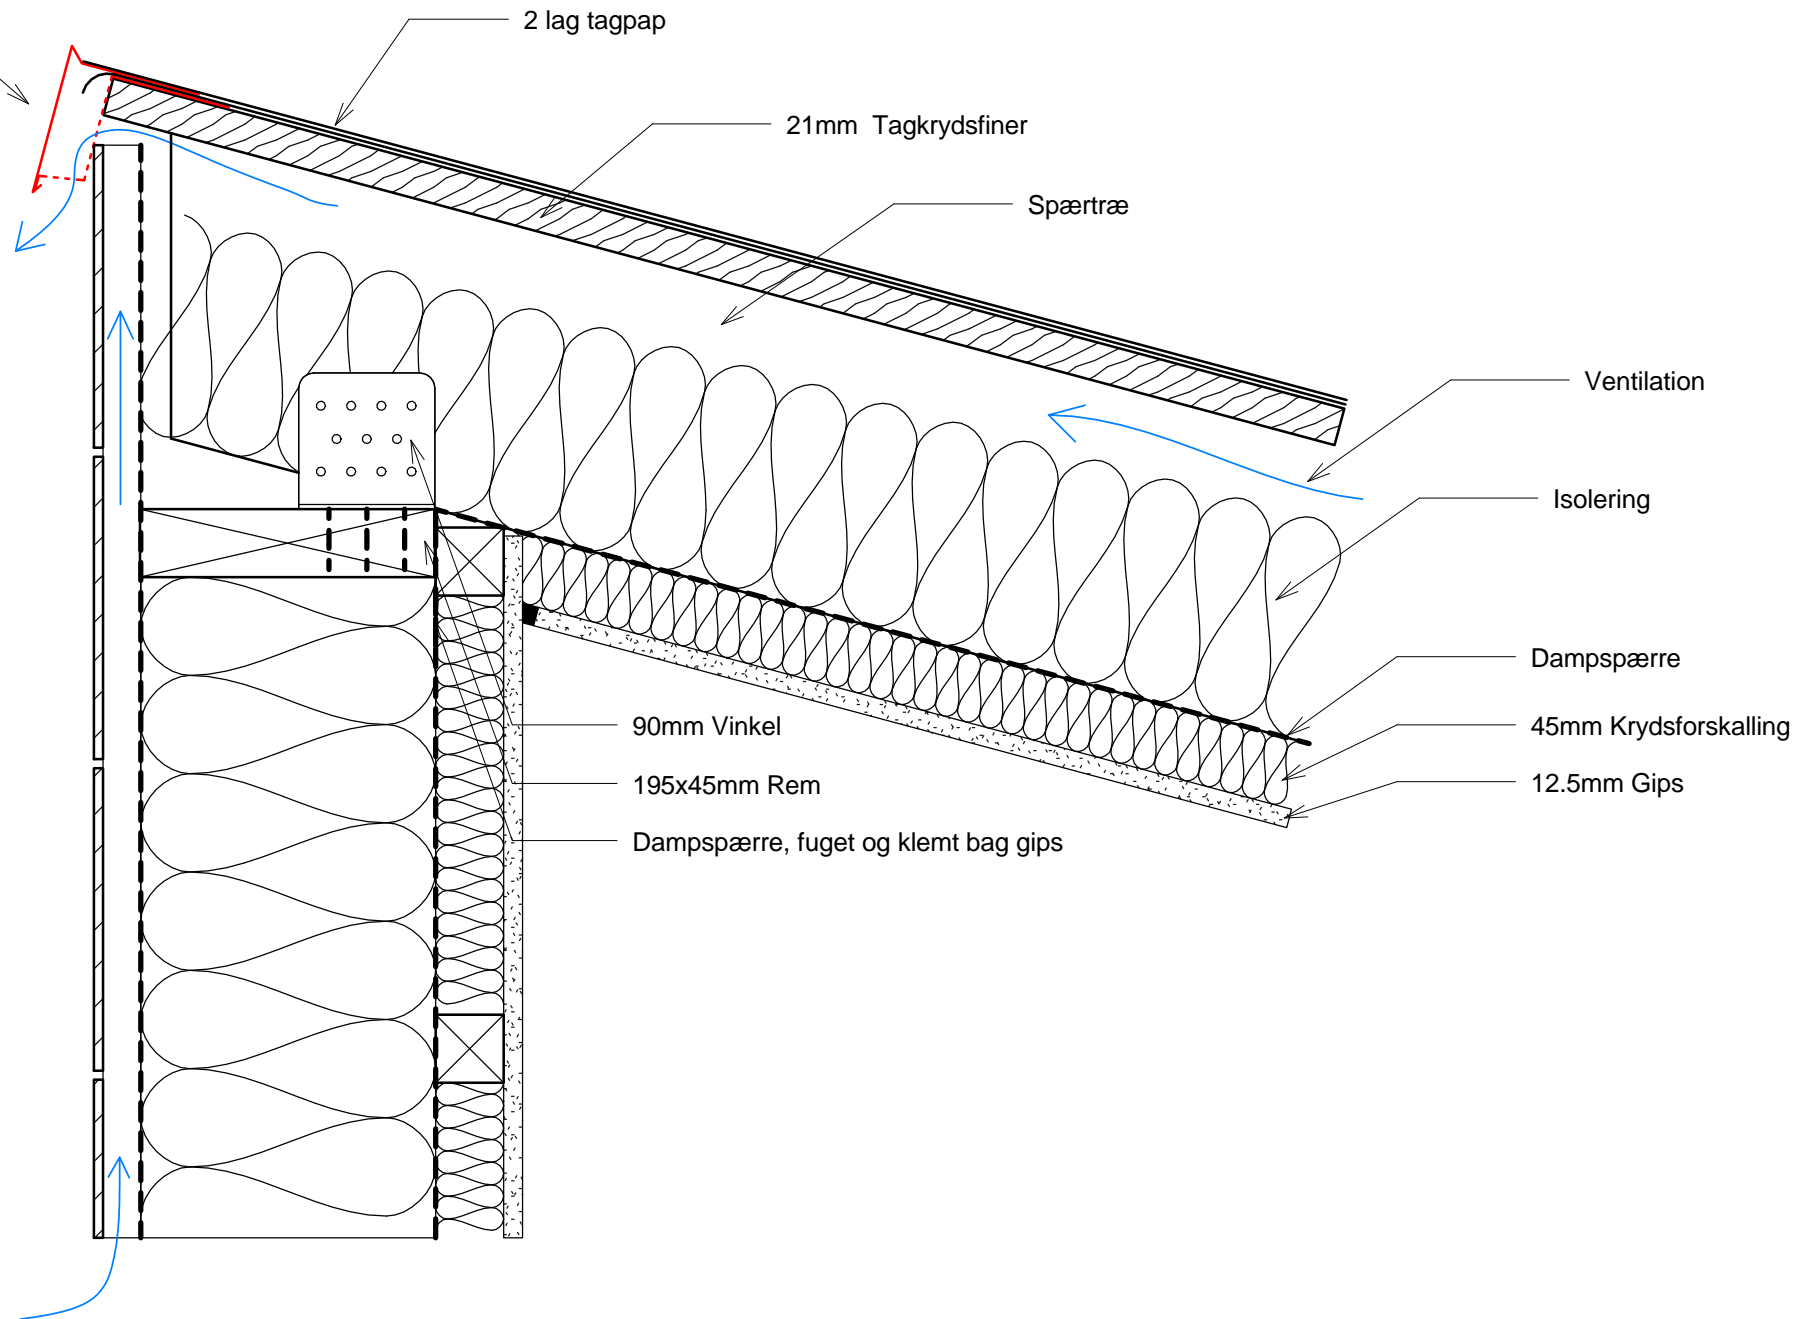 2 lag tagpap
21mm  Tagkrydsfiner
Spærtræ
Ventilation
Isolering
Dampspærre
45mm Krydsforskalling
12.5mm Gips
90mm Vinkel
195x45mm Rem
Dampspærre, fuget og klemt bag gips